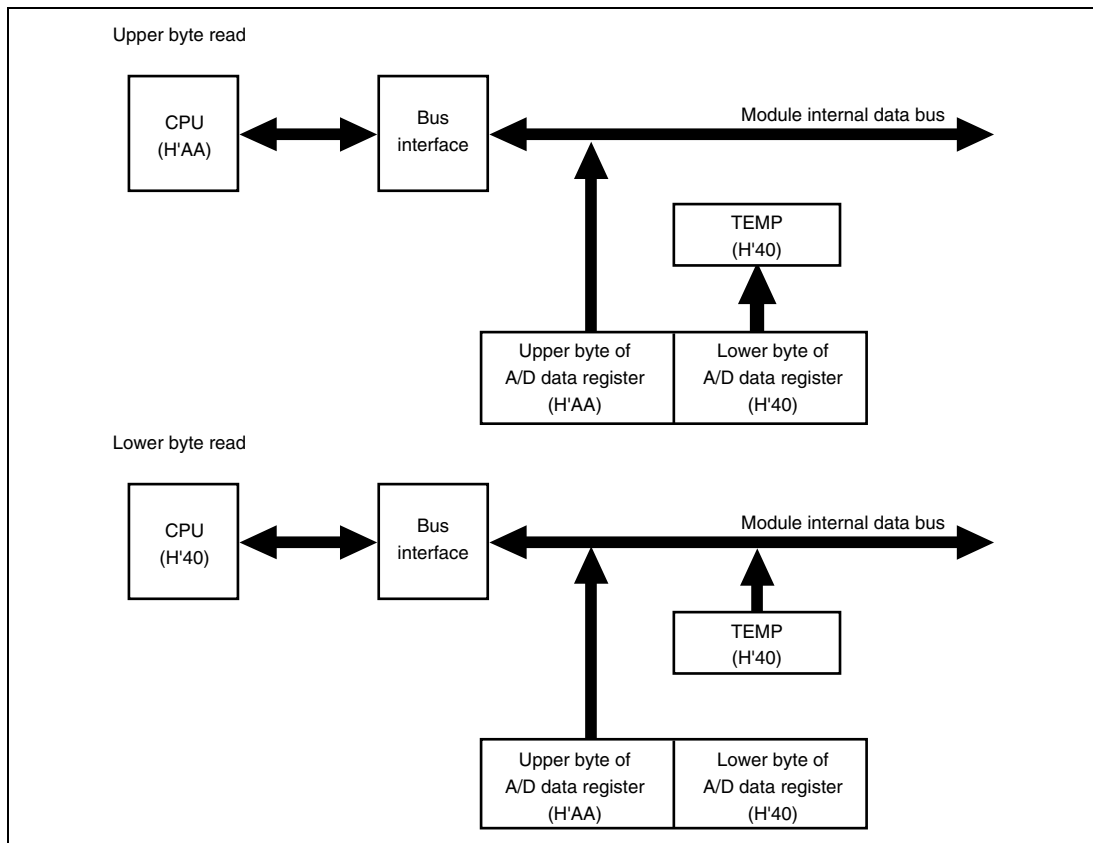 Upper byte read
CPU
(H'AA)
Bus
interface
Module internal data bus
TEMP
(H'40)
Upper byte of
A/D data register
(H'AA)
Lower byte of
A/D data register
(H'40)
Lower byte read
CPU
(H'40)
Bus
interface
Module internal data bus
TEMP
(H'40)
Upper byte of
A/D data register
(H'AA)
Lower byte of
A/D data register
(H'40)